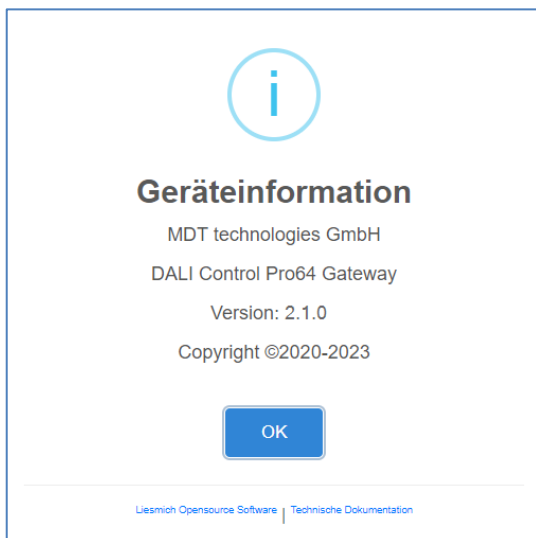 i
Geräteinformation
MDT technologies GmbH
DALI Control Pro64 Gateway
Version: 2.1.0
Copyright ©2020-2023
OK
Liesmich Opensource Software | Technische Dokumentation